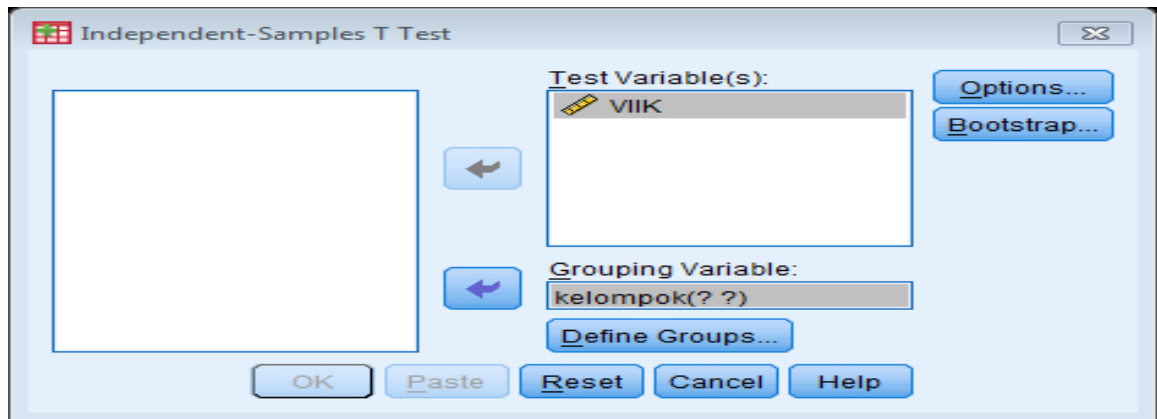 Independent-Samples T Test
Test Variable(s):
VIIK
Options...
Bootstrap...
Grouping Variable:
kelompok(? ?)
Define Groups...
OK Paste Reset Cancel Help